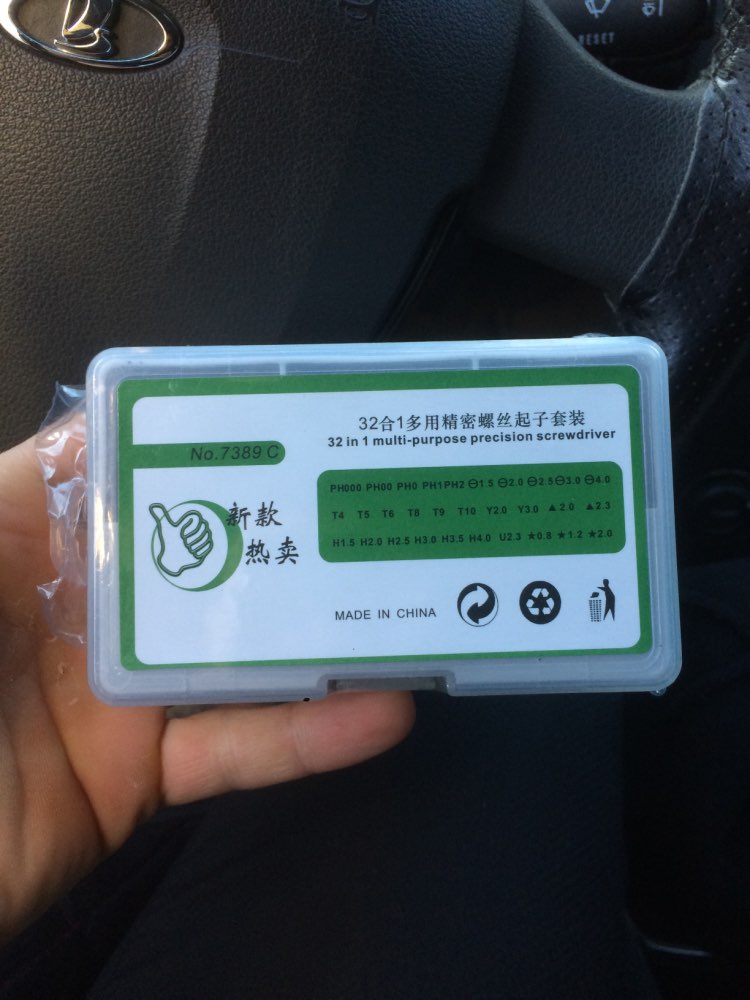 RESET
32合1多用精密螺丝起子套装
32 in 1 multi-purpose precision screwdriver
No.7389 C
PH000 PH00 PH0 PH1 PH2 ⊖1.5 ⊖2.0 ⊖2.5 ⊖3.0 ⊖4.0
T4 T5 T6 T8 T9 T10 Y2.0 Y3.0 ▲2.0 ▲2.3
H1.5 H2.0 H2.5 H3.0 H3.5 H4.0 U2.3 ★0.8 ★1.2 ★2.0
新款
热卖
MADE IN CHINA